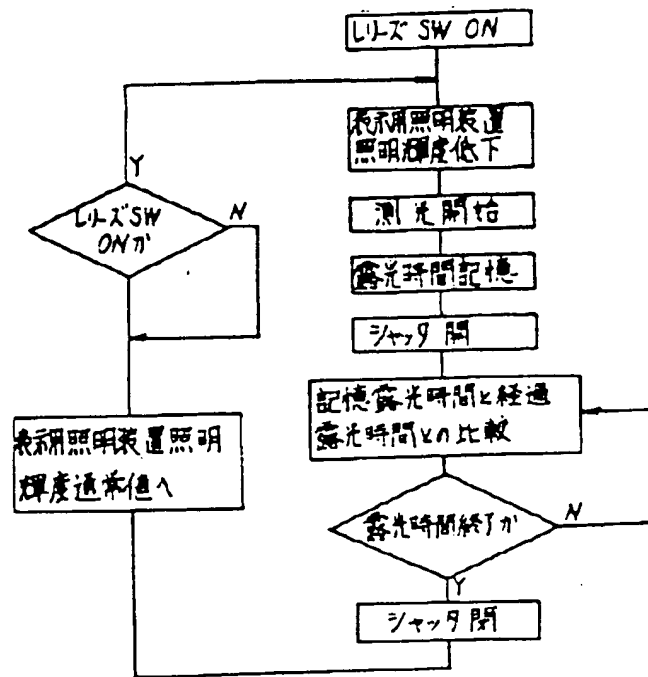 レリーズ SW ON
表示用照明装置
照明輝度低下
測光開始
露光時間記憶
シャッタ開
記憶露光時間と経過
露光時間との比較
露光時間終了か
N
Y
シャッタ閉
表示用照明装置照明
輝度通常値へ
レリーズSW
ONか
N
Y